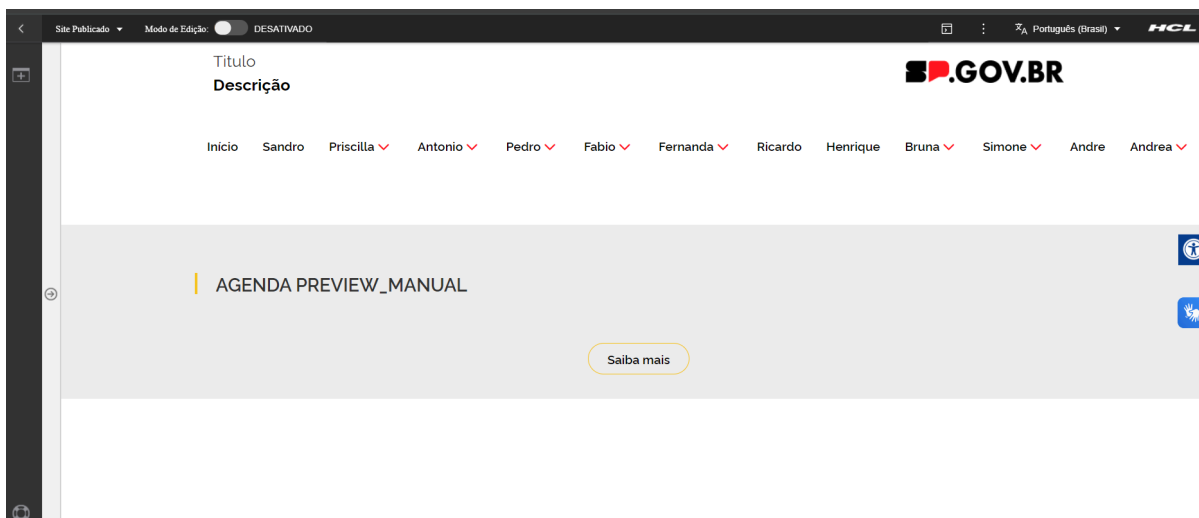 Site Publicado Modo de Edição: DESATIVADO Português (Brasil) HCL
Titulo
Descrição
SP.GOV.BR
Início Sandro Priscilla Antonio Pedro Fabio Fernanda Ricardo Henrique Bruna Simone Andre Andrea
AGENDA PREVIEW_MANUAL
Saiba mais